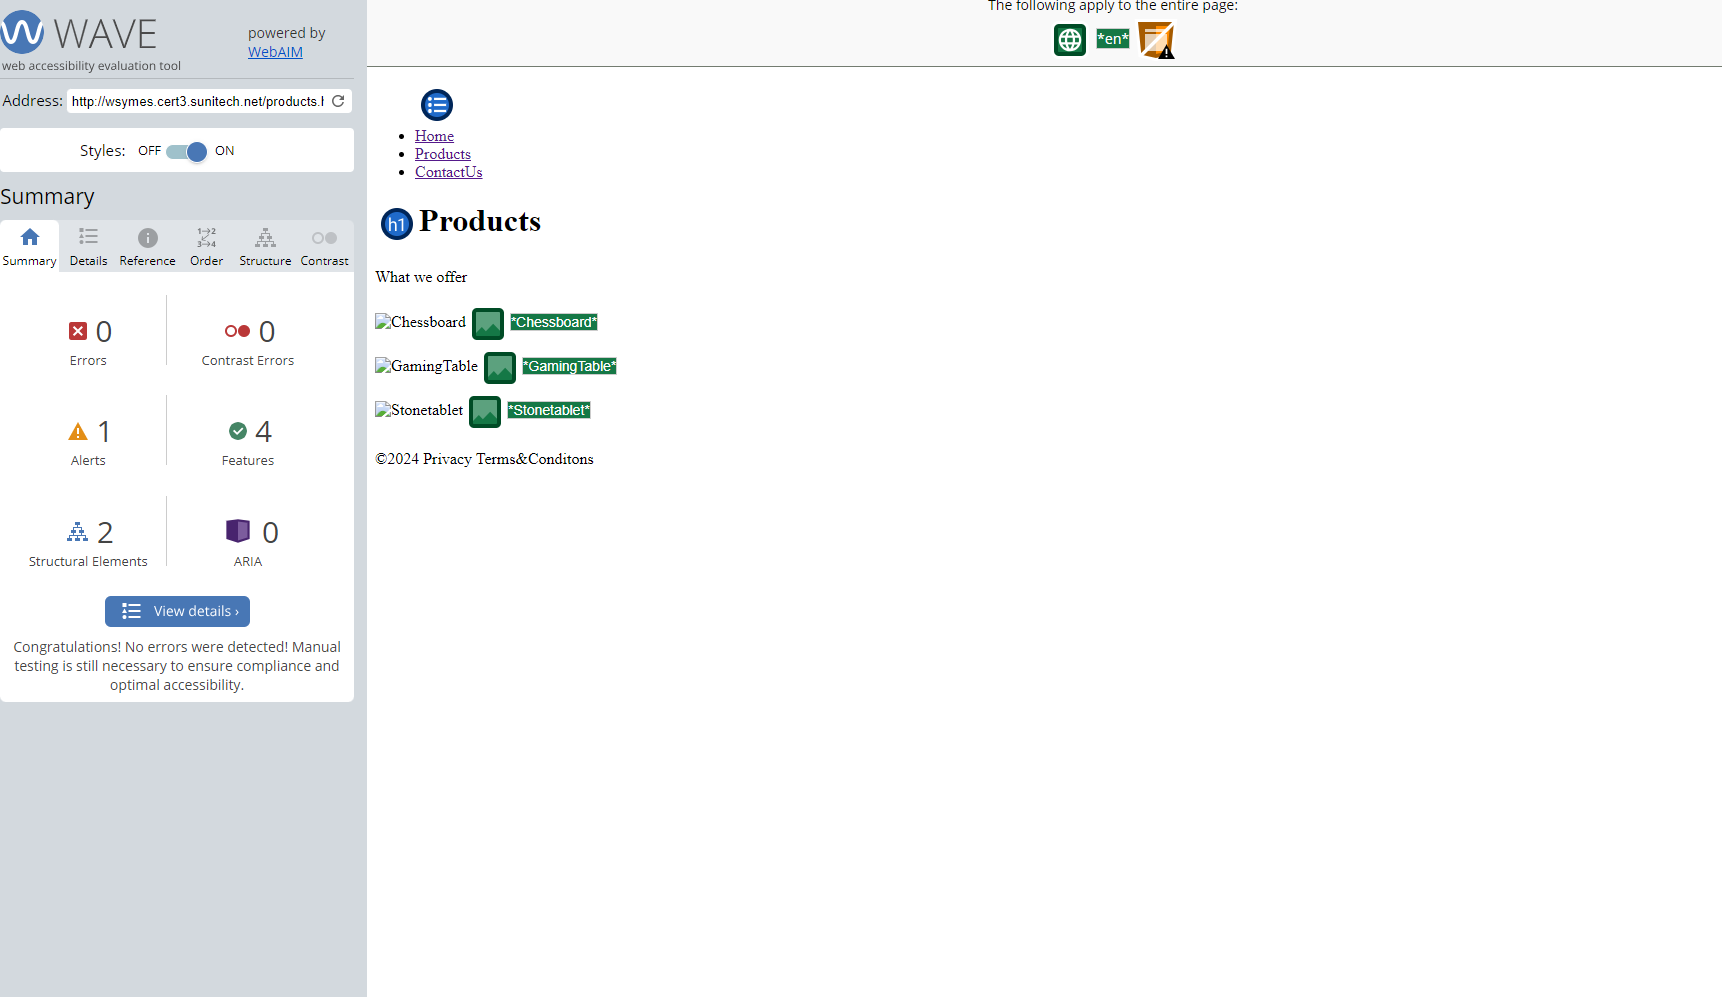 WAVE
powered by
WebAIM
web accessibility evaluation tool
Address: http://wsymes.cert3.sunitech.net/products.h
Styles: OFF ON
Summary
Summary Details Reference Order Structure Contrast
0 0
Errors Contrast Errors
1 4
Alerts Features
2 0
Structural Elements ARIA
View details ›
Congratulations! No errors were detected! Manual
testing is still necessary to ensure compliance and
optimal accessibility.
The following apply to the entire page:
*en*
Home
Products
ContactUs
h1 Products
What we offer
Chessboard *Chessboard*
GamingTable *GamingTable*
Stonetablet *Stonetablet*
©2024 Privacy Terms&Conditons